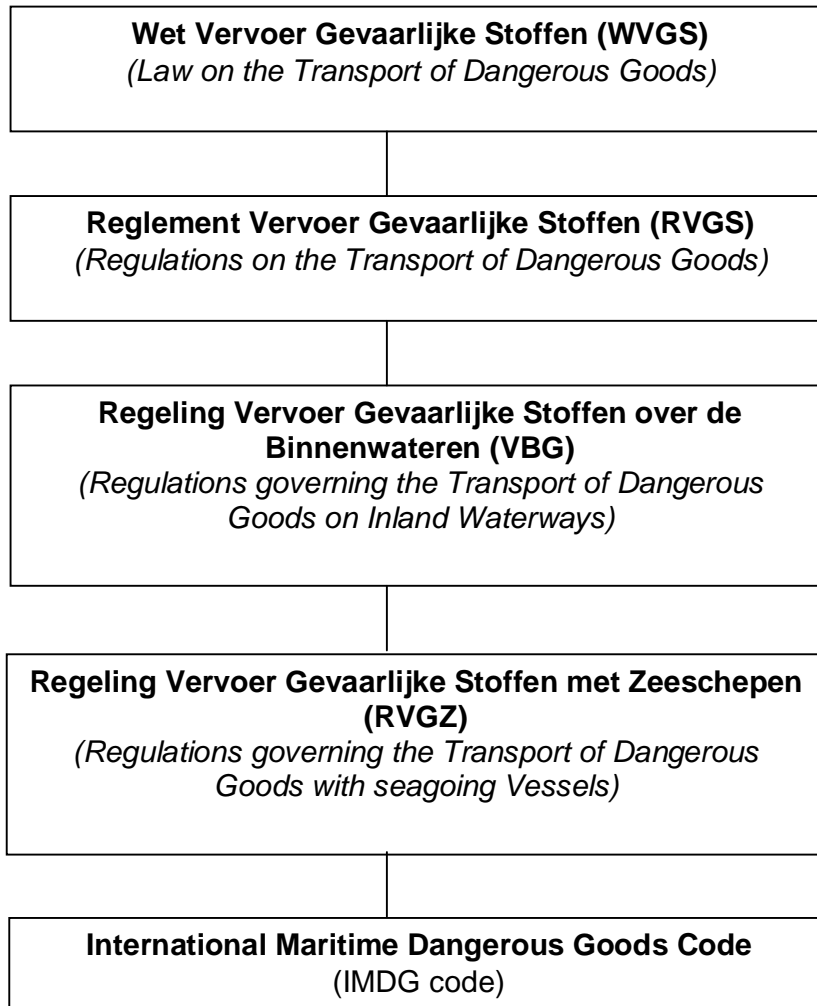 Wet Vervoer Gevaarlijke Stoffen (WVGS)
(Law on the Transport of Dangerous Goods)
Reglement Vervoer Gevaarlijke Stoffen (RVGS)
(Regulations on the Transport of Dangerous Goods)
Regeling Vervoer Gevaarlijke Stoffen over de
Binnenwateren (VBG)
(Regulations governing the Transport of Dangerous
Goods on Inland Waterways)
Regeling Vervoer Gevaarlijke Stoffen met Zeeschepen
(RVGZ)
(Regulations governing the Transport of Dangerous
Goods with seagoing Vessels)
International Maritime Dangerous Goods Code
(IMDG code)